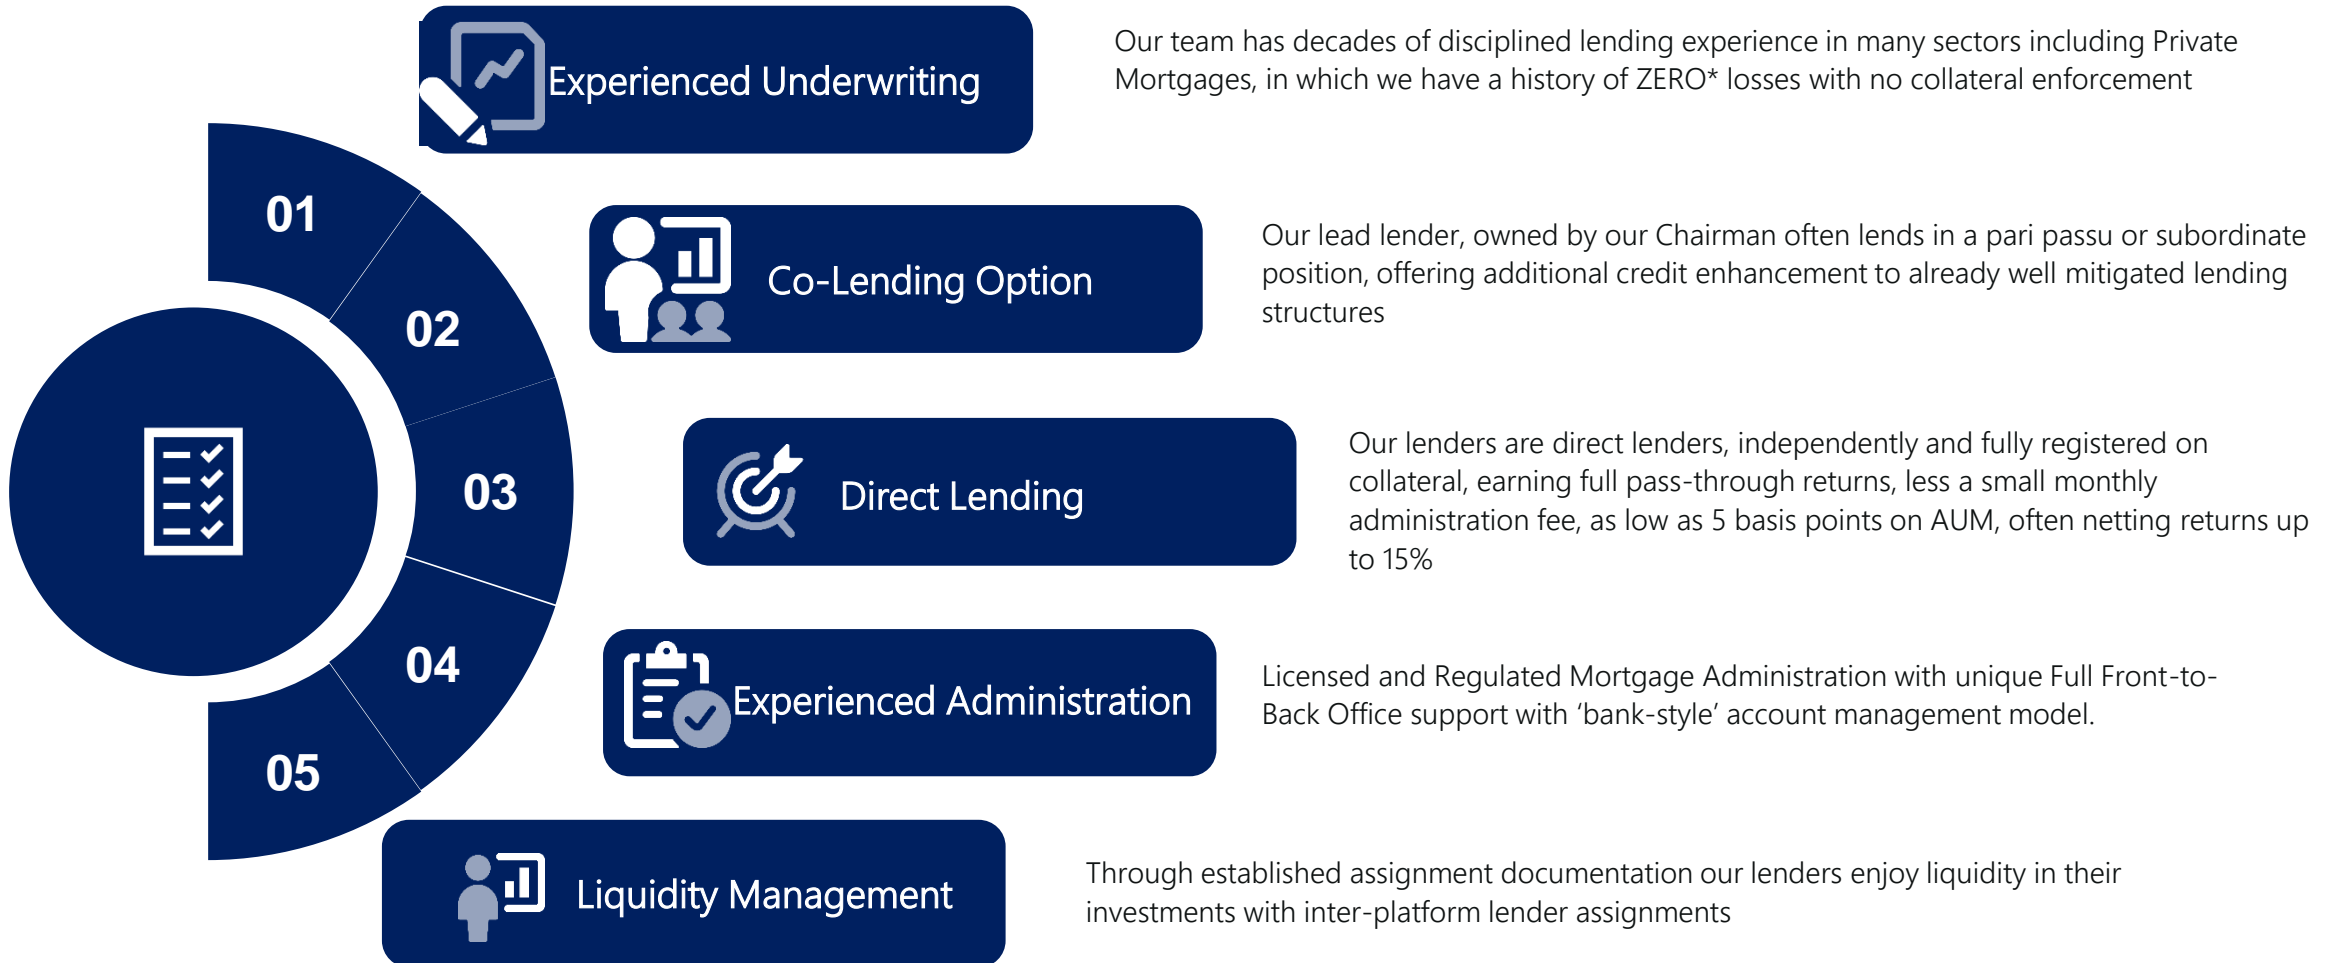 Experienced Underwriting
Our team has decades of disciplined lending experience in many sectors including Private
Mortgages, in which we have a history of ZERO* losses with no collateral enforcement
01
Co-Lending Option
Our lead lender, owned by our Chairman often lends in a pari passu or subordinate
position, offering additional credit enhancement to already well mitigated lending
structures
02
Direct Lending
Our lenders are direct lenders, independently and fully registered on
collateral, earning full pass-through returns, less a small monthly
administration fee, as low as 5 basis points on AUM, often netting returns up
to 15%
03
Experienced Administration
Licensed and Regulated Mortgage Administration with unique Full Front-to-
Back Office support with ‘bank-style’ account management model.
04
05
Liquidity Management
Through established assignment documentation our lenders enjoy liquidity in their
investments with inter-platform lender assignments